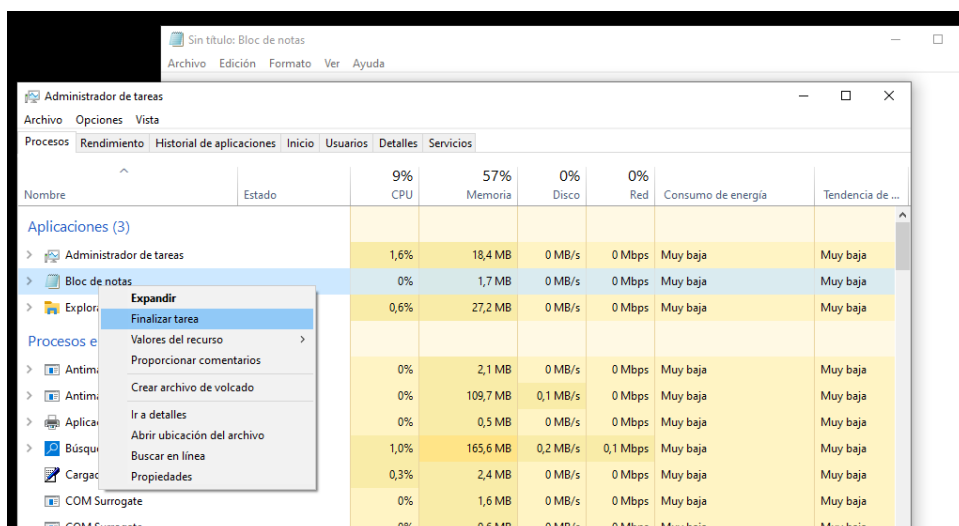 Sin título: Bloc de notas
Archivo Edición Formato Ver Ayuda
Administrador de tareas
Archivo Opciones Vista
Procesos Rendimiento Historial de aplicaciones Inicio Usuarios Detalles Servicios
9% 57% 0% 0%
Nombre Estado CPU Memoria Disco Red Consumo de energía Tendencia de ...
Aplicaciones (3)
Administrador de tareas 1,6% 18,4 MB 0 MB/s 0 Mbps Muy baja Muy baja
Bloc de notas 0% 1,7 MB 0 MB/s 0 Mbps Muy baja Muy baja
Explor 0,6% 27,2 MB 0 MB/s 0 Mbps Muy baja Muy baja
Procesos e
Antim 0% 2,1 MB 0 MB/s 0 Mbps Muy baja Muy baja
Antim 0% 109,7 MB 0,1 MB/s 0 Mbps Muy baja Muy baja
Aplica 0% 0,5 MB 0 MB/s 0 Mbps Muy baja Muy baja
Búsqu 1,0% 165,6 MB 0,2 MB/s 0,1 Mbps Muy baja Muy baja
Cargad 0,3% 2,4 MB 0 MB/s 0 Mbps Muy baja Muy baja
COM Surrogate 0% 1,6 MB 0 MB/s 0 Mbps Muy baja Muy baja
Expandir
Finalizar tarea
Valores del recurso
Proporcionar comentarios
Crear archivo de volcado
Ir a detalles
Abrir ubicación del archivo
Buscar en línea
Propiedades